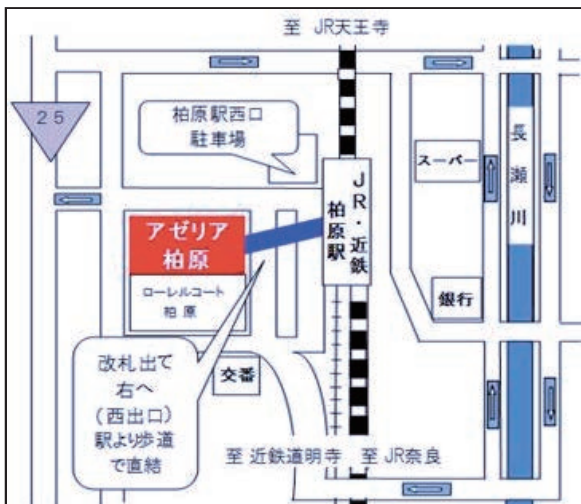 至 JR天王寺
25
柏原駅西口
駐車場
スーパー
長瀬川
JR・近鉄
柏原駅
アゼリア
柏原
ローレルコート
柏原
銀行
改札出て
右へ
(西出口)
駅より歩道
で直結
交番
至 近鉄道明寺
至 JR奈良